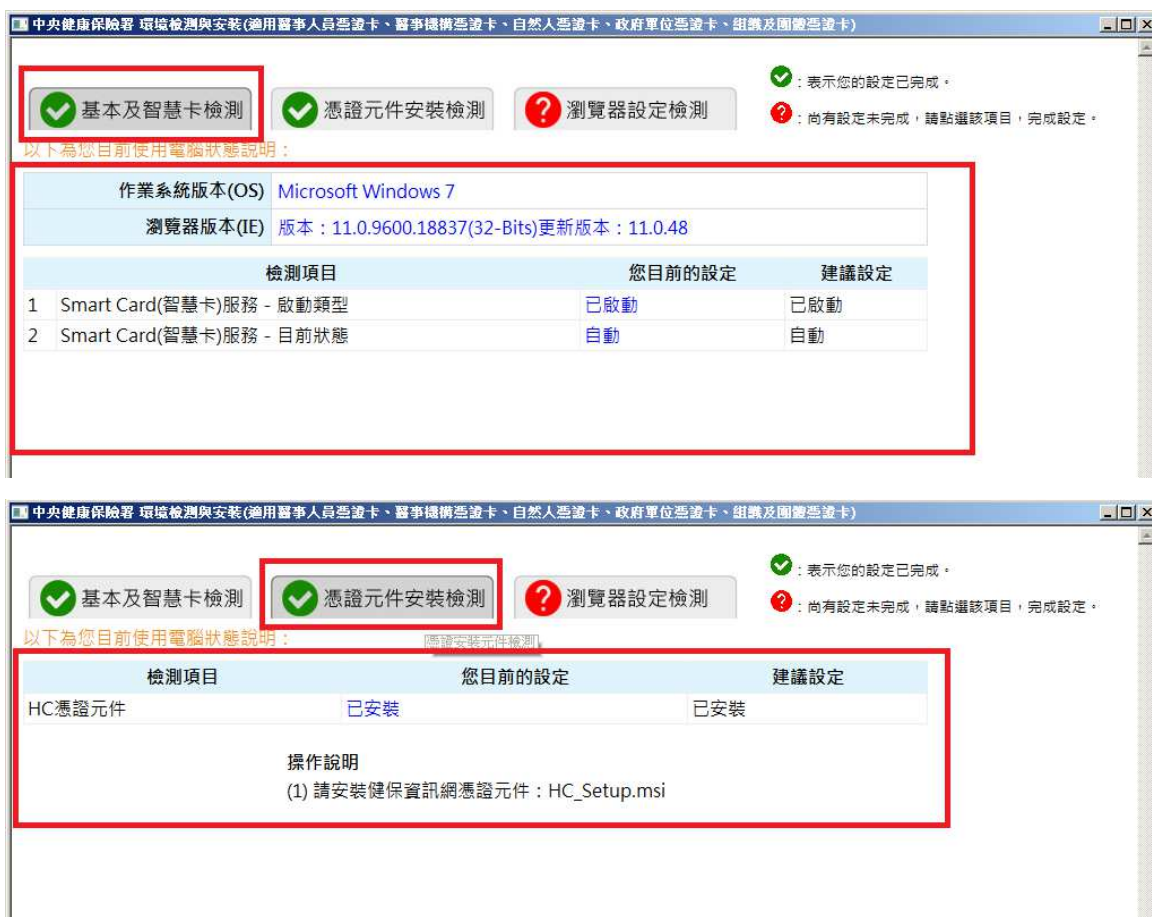 中央健康保險署 環境檢測與安裝(適用醫事人員憑證卡、醫事機構憑證卡、自然人憑證卡、政府單位憑證卡、組織及團體憑證卡)
基本及智慧卡檢測 憑證元件安裝檢測 瀏覽器設定檢測
:表示您的設定已完成。
:尚有設定未完成,請點選該項目,完成設定。
以下為您目前使用電腦狀態說明:
作業系統版本(OS) Microsoft Windows 7
瀏覽器版本(IE) 版本:11.0.9600.18837(32-Bits)更新版本:11.0.48
檢測項目 您目前的設定 建議設定
1 Smart Card(智慧卡)服務 - 啟動類型 已啟動 已啟動
2 Smart Card(智慧卡)服務 - 目前狀態 自動 自動
中央健康保險署 環境檢測與安裝(適用醫事人員憑證卡、醫事機構憑證卡、自然人憑證卡、政府單位憑證卡、組織及團體憑證卡)
基本及智慧卡檢測 憑證元件安裝檢測 瀏覽器設定檢測
:表示您的設定已完成。
:尚有設定未完成,請點選該項目,完成設定。
以下為您目前使用電腦狀態說明:
憑證安裝元件檢測
檢測項目 您目前的設定 建議設定
HC憑證元件 已安裝 已安裝
操作說明
(1) 請安裝健保資訊網憑證元件:HC_Setup.msi